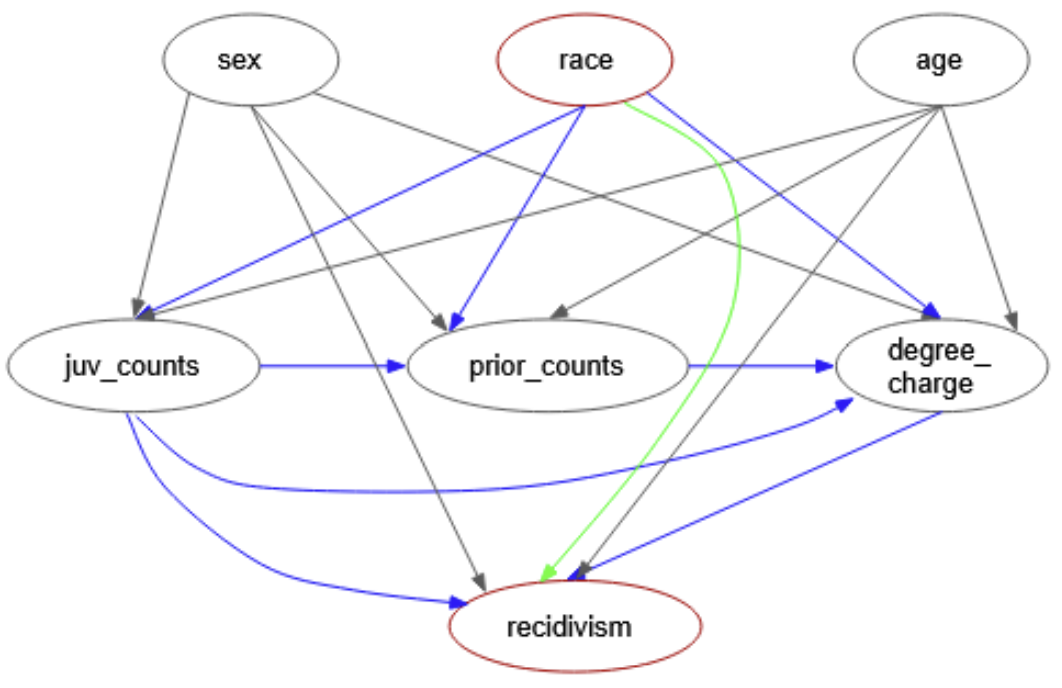 sex
race
age
juv_counts
prior_counts
degree_
charge
recidivism